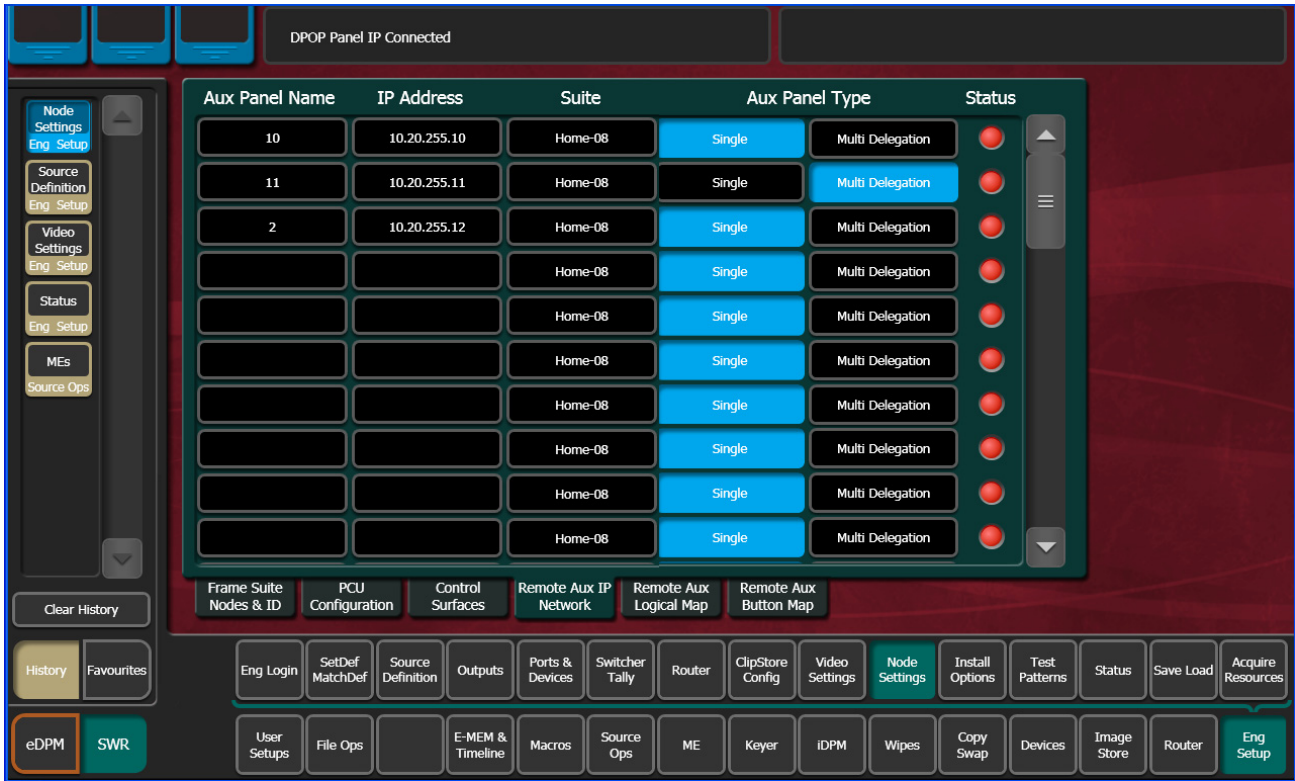 DPOP Panel IP Connected
Node
Settings
Eng Setup
Source
Definition
Eng Setup
Video
Settings
Eng Setup
Status
Eng Setup
MEs
Source Ops
Clear History
History Favourites
eDPM SWR
Aux Panel Name IP Address Suite Aux Panel Type Status
10 10.20.255.10 Home-08 Single Multi Delegation
11 10.20.255.11 Home-08 Single Multi Delegation
2 10.20.255.12 Home-08 Single Multi Delegation
Home-08 Single Multi Delegation
Home-08 Single Multi Delegation
Home-08 Single Multi Delegation
Home-08 Single Multi Delegation
Home-08 Single Multi Delegation
Home-08 Single Multi Delegation
Home-08 Single Multi Delegation
Frame Suite
Nodes & ID
PCU
Configuration
Control
Surfaces
Remote Aux IP
Network
Remote Aux
Logical Map
Remote Aux
Button Map
Eng Login
SetDef
MatchDef
Source
Definition
Outputs
Ports &
Devices
Switcher
Tally
Router
ClipStore
Config
Video
Settings
Node
Settings
Install
Options
Test
Patterns
Status
Save Load
Acquire
Resources
User
Setups
File Ops
E-MEM &
Timeline
Macros
Source
Ops
ME
Keyer
iDPM
Wipes
Copy
Swap
Devices
Image
Store
Router
Eng
Setup